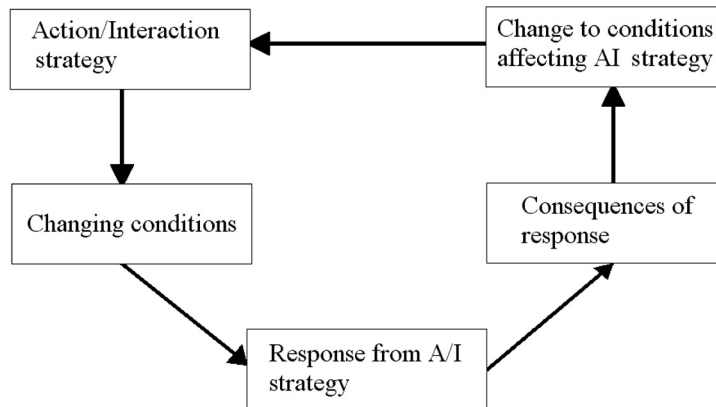 Action/Interaction
strategy
Change to conditions
affecting AI strategy
Changing conditions
Consequences of
response
Response from A/I
strategy